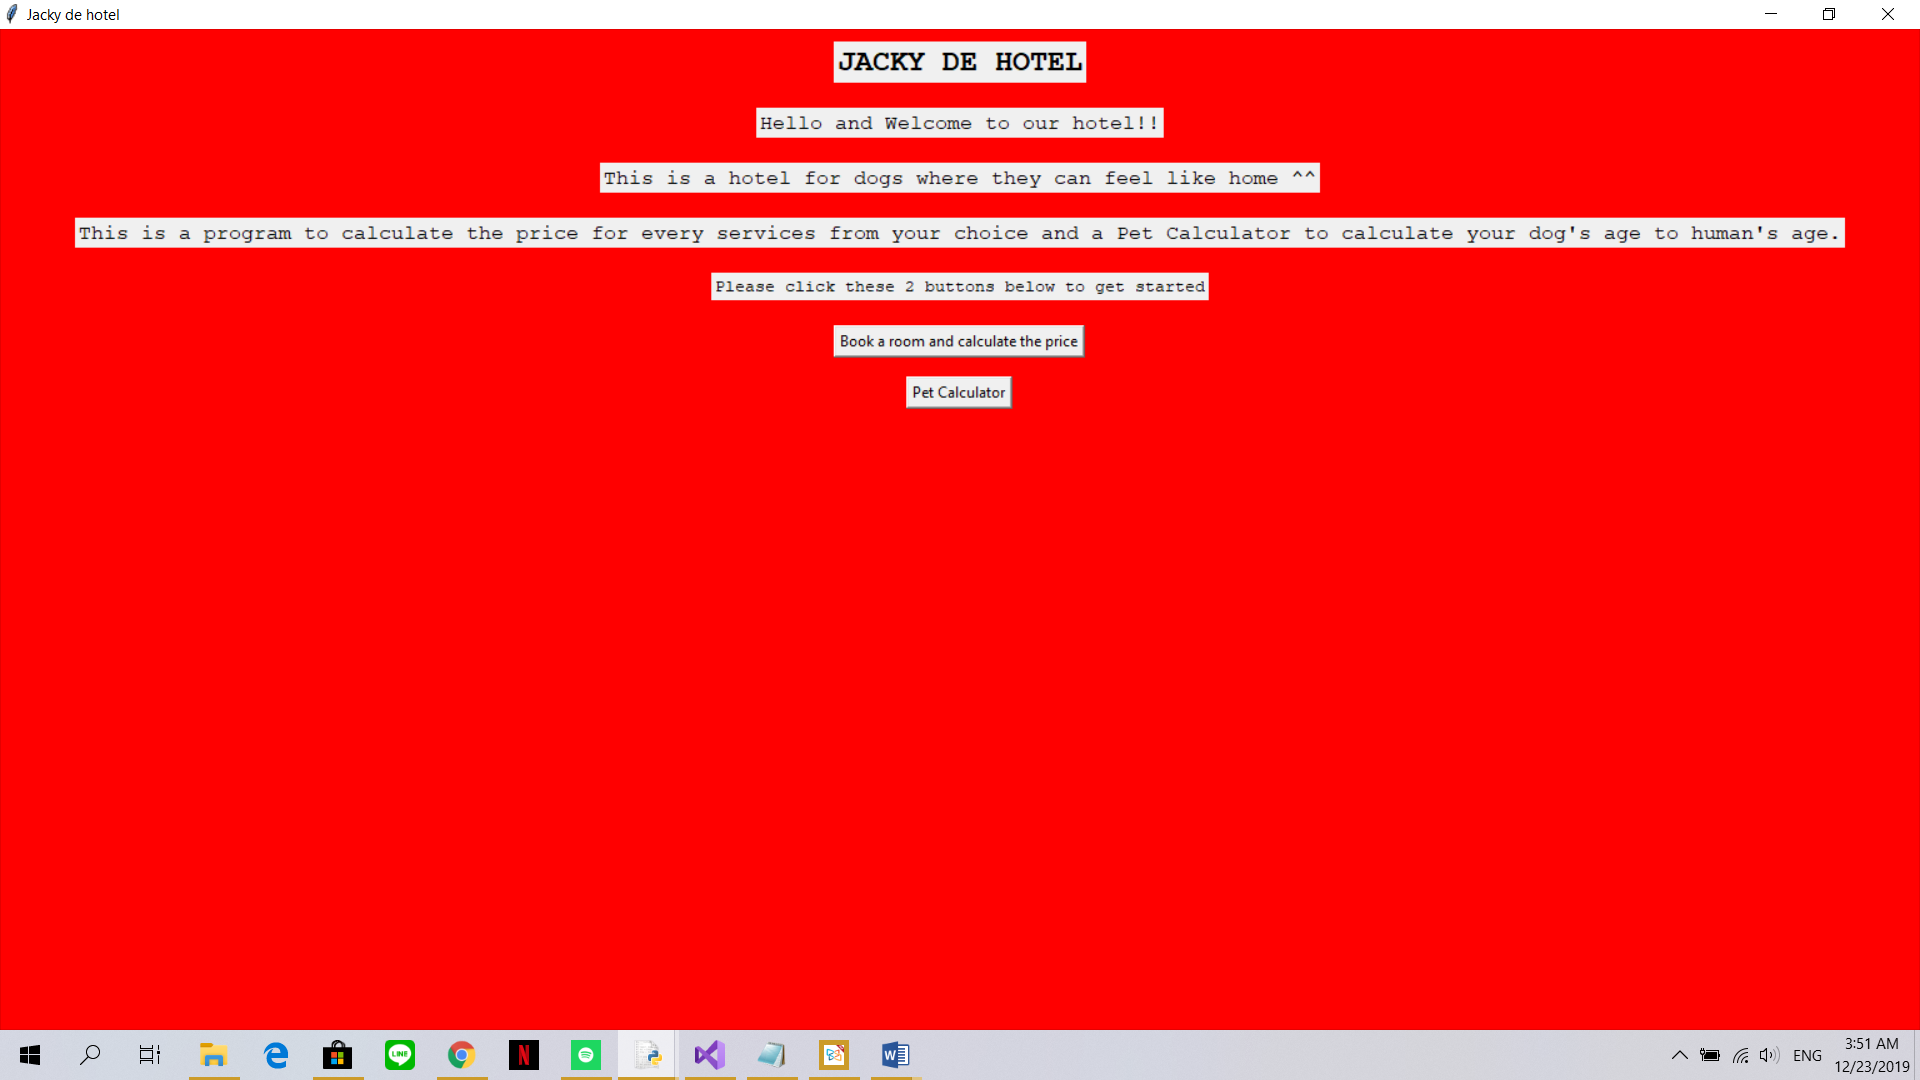 Jacky de hotel
JACKY DE HOTEL
Hello and Welcome to our hotel!!
This is a hotel for dogs where they can feel like home ^^
This is a program to calculate the price for every services from your choice and a Pet Calculator to calculate your dog's age to human's age.
Please click these 2 buttons below to get started
Book a room and calculate the price
Pet Calculator
LINE
N
W
ENG
3:51 AM
12/23/2019